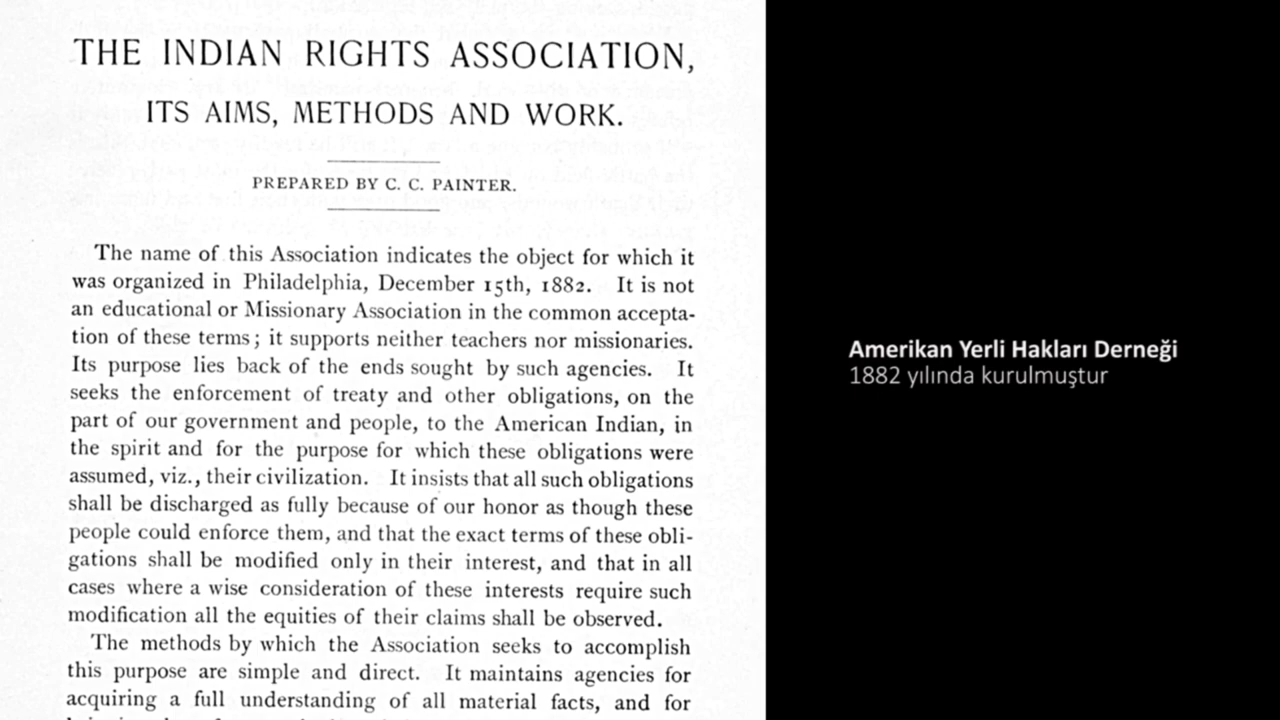 THE INDIAN RIGHTS ASSOCIATION,
ITS AIMS, METHODS AND WORK.
PREPARED BY C. C. PAINTER.
The name of this Association indicates the object for which it
was organized in Philadelphia, December 15th, 1882. It is not
an educational or Missionary Association in the common accepta-
tion of these terms; it supports neither teachers nor missionaries.
Its purpose lies back of the ends sought by such agencies. It
seeks the enforcement of treaty and other obligations, on the
part of our government and people, to the American Indian, in
the spirit and for the purpose for which these obligations were
assumed, viz., their civilization. It insists that all such obligations
shall be discharged as fully because of our honor as though these
people could enforce them, and that the exact terms of these obli-
gations shall be modified only in their interest, and that in all
cases where a wise consideration of these interests require such
modification all the equities of their claims shall be observed.
The methods by which the Association seeks to accomplish
this purpose are simple and direct. It maintains agencies for
acquiring a full understanding of all material facts, and for
Amerikan Yerli Hakları Derneği
1882 yılında kurulmuştur